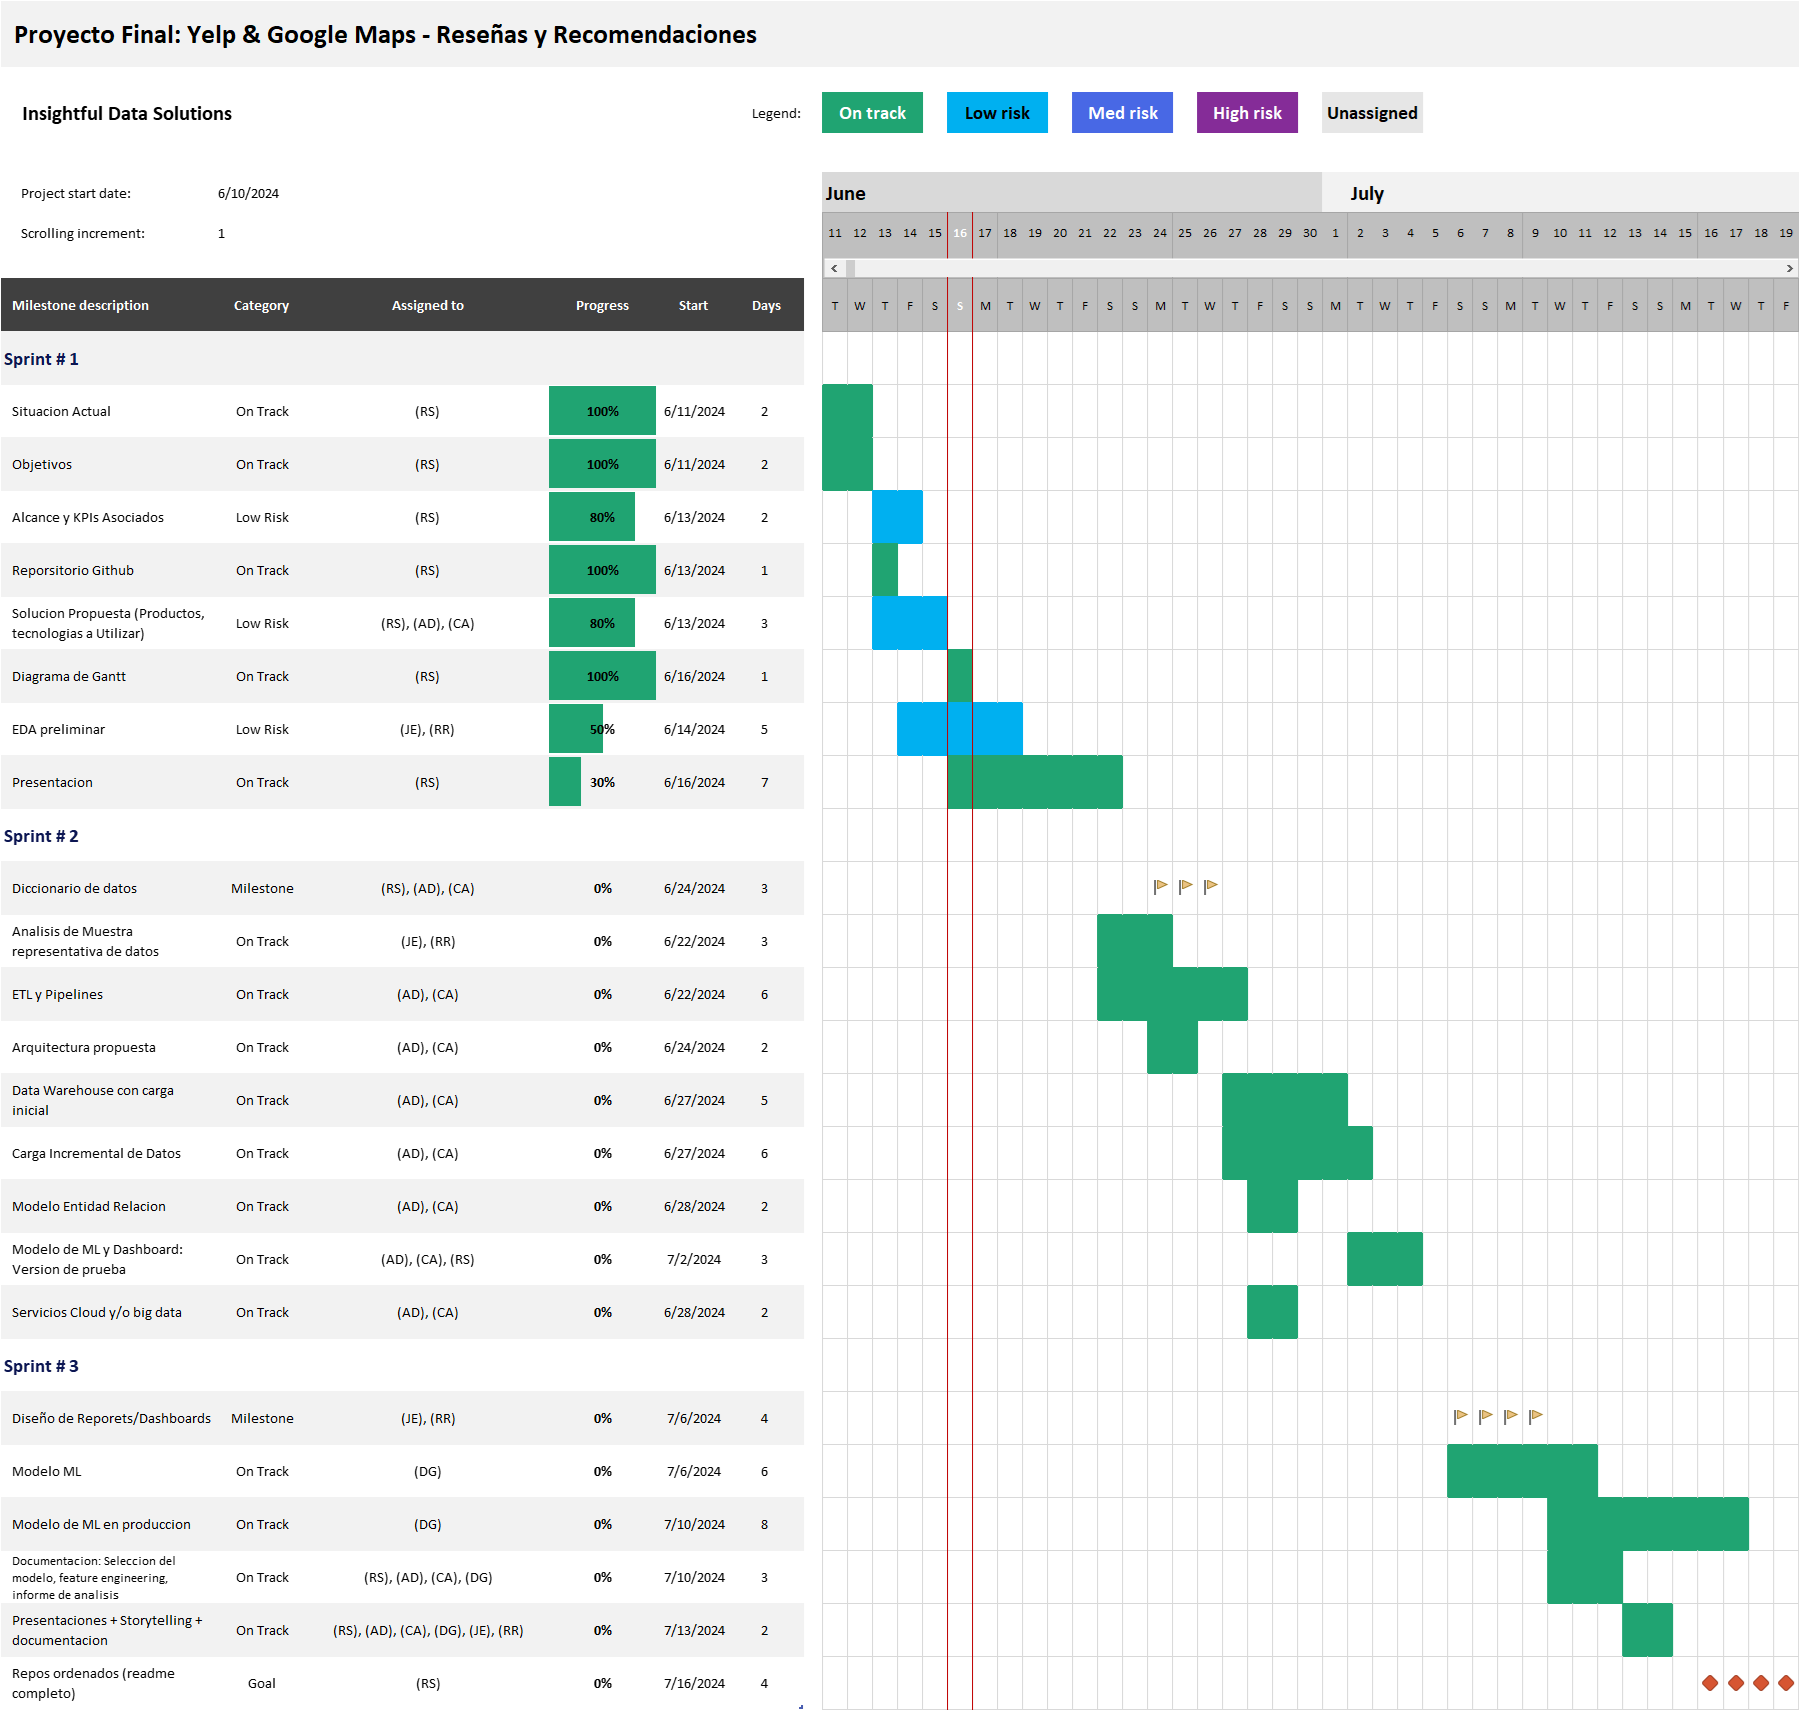 Proyecto Final: Yelp & Google Maps - Reseñas y Recomendaciones
Insightful Data Solutions
Legend:
On track
Low risk
Med risk
High risk
Unassigned
Project start date: 6/10/2024
Scrolling increment: 1
June July
11 12 13 14 15 16 17 18 19 20 21 22 23 24 25 26 27 28 29 30 1 2 3 4 5 6 7 8 9 10 11 12 13 14 15 16 17 18 19
Milestone description Category Assigned to Progress Start Days
T W T F S S M T W T F S S M T W T F S S M T W T F S S M T W T F S S M T W T F
Sprint # 1
Situacion Actual On Track (RS) 100% 6/11/2024 2
Objetivos On Track (RS) 100% 6/11/2024 2
Alcance y KPIs Asociados Low Risk (RS) 80% 6/13/2024 2
Reporsitorio Github On Track (RS) 100% 6/13/2024 1
Solucion Propuesta (Productos,
tecnologias a Utilizar) Low Risk (RS), (AD), (CA) 80% 6/13/2024 3
Diagrama de Gantt On Track (RS) 100% 6/16/2024 1
EDA preliminar Low Risk (JE), (RR) 50% 6/14/2024 5
Presentacion On Track (RS) 30% 6/16/2024 7
Sprint # 2
Diccionario de datos Milestone (RS), (AD), (CA) 0% 6/24/2024 3
Analisis de Muestra
representativa de datos On Track (JE), (RR) 0% 6/22/2024 3
ETL y Pipelines On Track (AD), (CA) 0% 6/22/2024 6
Arquitectura propuesta On Track (AD), (CA) 0% 6/24/2024 2
Data Warehouse con carga
inicial On Track (AD), (CA) 0% 6/27/2024 5
Carga Incremental de Datos On Track (AD), (CA) 0% 6/27/2024 6
Modelo Entidad Relacion On Track (AD), (CA) 0% 6/28/2024 2
Modelo de ML y Dashboard:
Version de prueba On Track (AD), (CA), (RS) 0% 7/2/2024 3
Servicios Cloud y/o big data On Track (AD), (CA) 0% 6/28/2024 2
Sprint # 3
Diseño de Reporets/Dashboards Milestone (JE), (RR) 0% 7/6/2024 4
Modelo ML On Track (DG) 0% 7/6/2024 6
Modelo de ML en produccion On Track (DG) 0% 7/10/2024 8
Documentacion: Seleccion del
modelo, feature engineering,
informe de analisis On Track (RS), (AD), (CA), (DG) 0% 7/10/2024 3
Presentaciones + Storytelling +
documentacion On Track (RS), (AD), (CA), (DG), (JE), (RR) 0% 7/13/2024 2
Repos ordenados (readme
completo) Goal (RS) 0% 7/16/2024 4